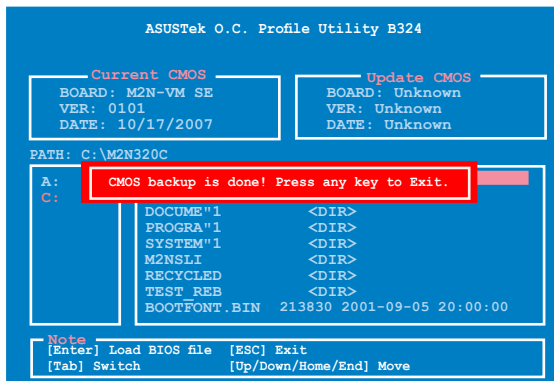 ASUSTek O.C. Profile Utility B324
Current CMOS
BOARD: M2N-VM SE
VER: 0101
DATE: 10/17/2007
Update CMOS
BOARD: Unknown
VER: Unknown
DATE: Unknown
PATH: C:\M2N320C
A:
C:
CMOS backup is done! Press any key to Exit.
DOCUME"1 <DIR>
PROGRA"1 <DIR>
SYSTEM"1 <DIR>
M2NSLI <DIR>
RECYCLED <DIR>
TEST_REB <DIR>
BOOTFONT.BIN 213830 2001-09-05 20:00:00
Note
[Enter] Load BIOS file [ESC] Exit
[Tab] Switch [Up/Down/Home/End] Move